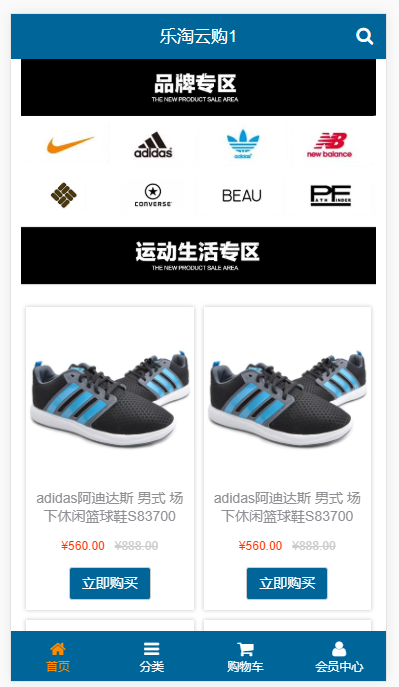 乐淘云购1
品牌专区
THE NEW PRODUCT SALE AREA
adidas
adidas
new balance
CONVERSE
BEAU
PF
PATHFINDER
运动生活专区
THE NEW PRODUCT SALE AREA
adidas阿迪达斯 男式 场下休闲篮球鞋S83700
¥560.00 ¥888.00
立即购买
adidas阿迪达斯 男式 场下休闲篮球鞋S83700
¥560.00 ¥888.00
立即购买
首页
分类
购物车
会员中心